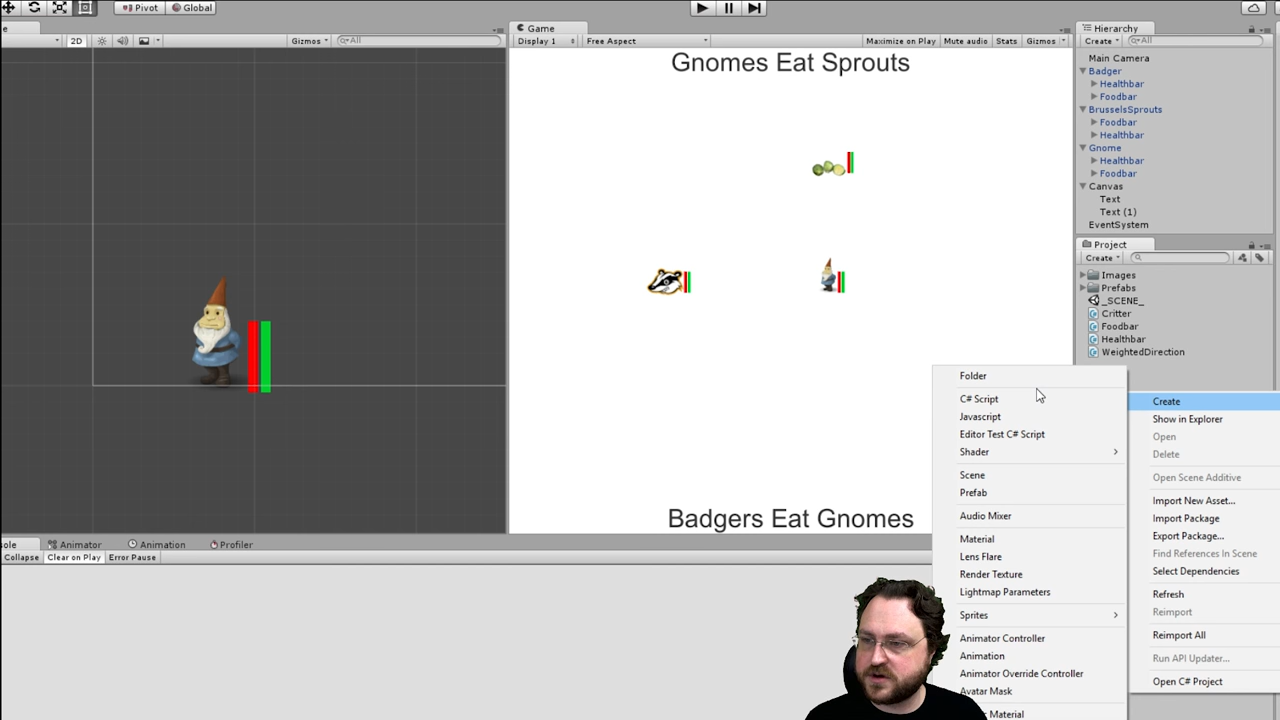 Pivot
Global
2D
Gizmos
All
Game
Display 1
Free Aspect
Maximize on Play
Mute audio
Stats
Gizmos
Gnomes Eat Sprouts
Badgers Eat Gnomes
Hierarchy
Create
All
Main Camera
Badger
Healthbar
Foodbar
BrusselsSprouts
Foodbar
Healthbar
Gnome
Healthbar
Foodbar
Canvas
Text
Text (1)
EventSystem
Project
Create
Images
Prefabs
_SCENE_
Critter
Foodbar
Healthbar
WeightedDirection
Folder
C# Script
Javascript
Editor Test C# Script
Shader
Scene
Prefab
Audio Mixer
Material
Lens Flare
Render Texture
Lightmap Parameters
Sprites
Animator Controller
Animation
Animator Override Controller
Avatar Mask
Material
Create
Show in Explorer
Open
Delete
Open Scene Additive
Import New Asset...
Import Package
Export Package...
Find References In Scene
Select Dependencies
Refresh
Reimport
Reimport All
Run API Updater...
Open C# Project
Animator
Animation
Profiler
Collapse
Clear on Play
Error Pause